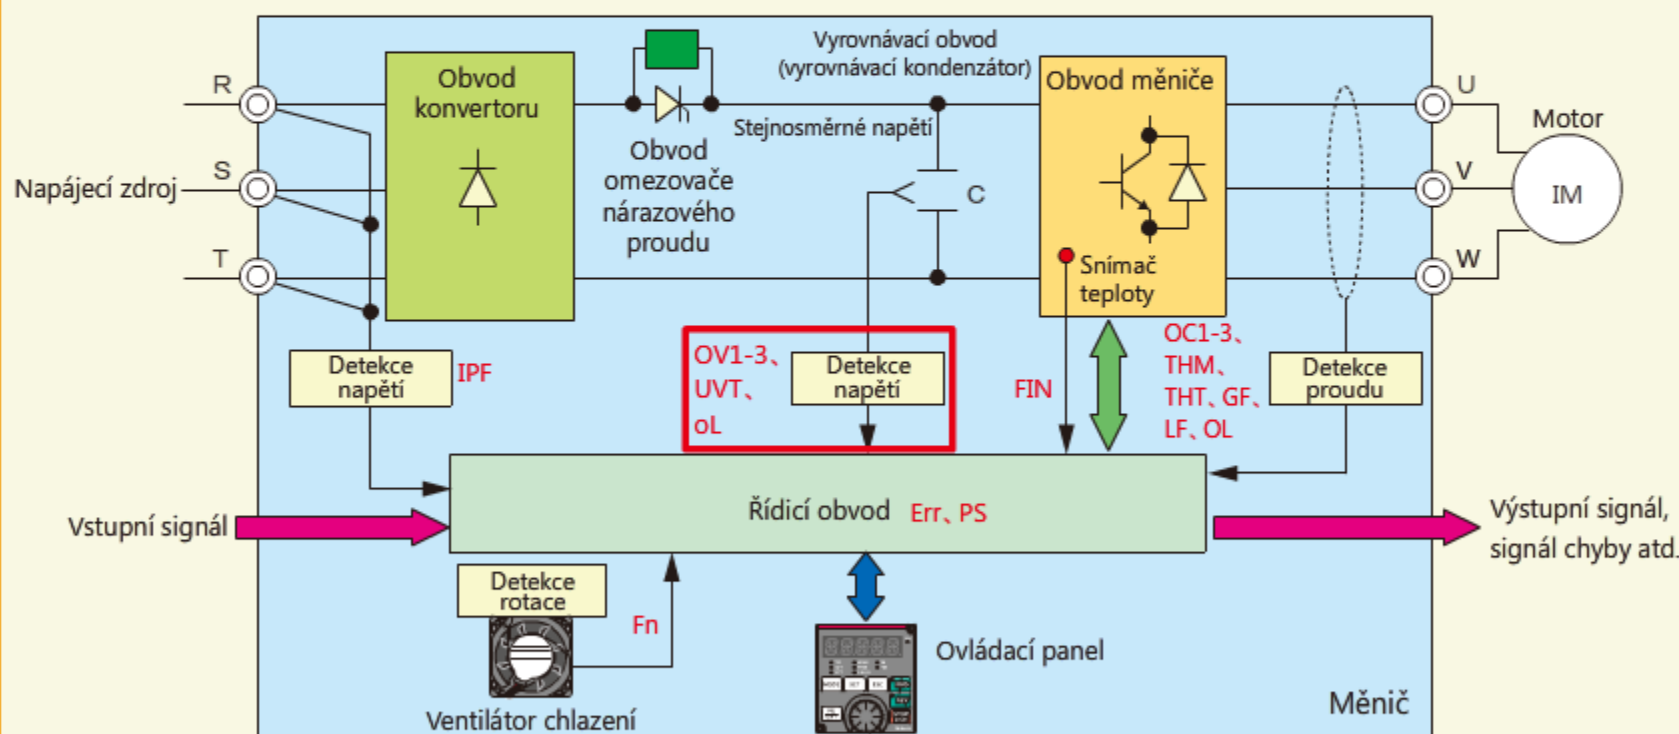 R
S
T
Napájecí zdroj
Obvod
konvertoru
Obvod
omezovače
nárazového
proudu
Vyrovnávací obvod
(vyrovnávací kondenzátor)
Stejnosměrné napětí
C
Obvod měniče
Snímač
teploty
U
V
W
Motor
IM
Detekce
napětí
IPF
OV1-3、
UVT、
oL
Detekce
napětí
FIN
OC1-3、
THM、
THT、GF、
LF、OL
Detekce
proudu
Řídicí obvod Err、PS
Vstupní signál
Výstupní signál,
signál chyby atd.
Detekce
rotace
Fn
Ventilátor chlazení
Ovládací panel
Měnič